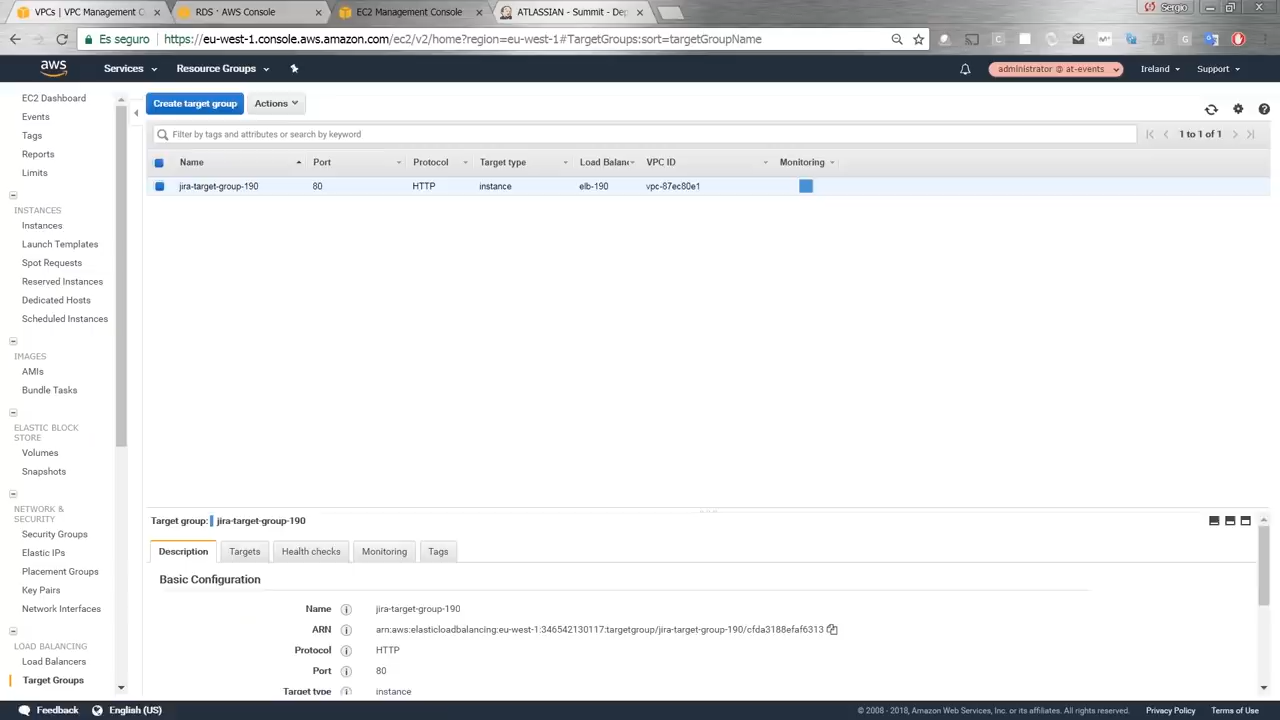 VPCs | VPC Management C
RDS · AWS Console
EC2 Management Console
ATLASSIAN - Summit - De
Sergio
Es seguro
https://eu-west-1.console.aws.amazon.com/ec2/v2/home?region=eu-west-1#TargetGroups:sort=targetGroupName
aws
Services
Resource Groups
administrator @ at-events
Ireland
Support
EC2 Dashboard
Events
Tags
Reports
Limits
INSTANCES
Instances
Launch Templates
Spot Requests
Reserved Instances
Dedicated Hosts
Scheduled Instances
IMAGES
AMIs
Bundle Tasks
ELASTIC BLOCK
STORE
Volumes
Snapshots
NETWORK &
SECURITY
Security Groups
Elastic IPs
Placement Groups
Key Pairs
Network Interfaces
LOAD BALANCING
Load Balancers
Target Groups
Create target group
Actions
Filter by tags and attributes or search by keyword
1 to 1 of 1
Name Port Protocol Target type Load Balanc VPC ID Monitoring
jira-target-group-190 80 HTTP instance elb-190 vpc-87ec80e1
Target group: jira-target-group-190
Description
Targets
Health checks
Monitoring
Tags
Basic Configuration
Name jira-target-group-190
ARN arn:aws:elasticloadbalancing:eu-west-1:346542130117:targetgroup/jira-target-group-190/cfda3188efaf6313
Protocol HTTP
Port 80
Target type instance
Feedback
English (US)
© 2008 - 2018, Amazon Web Services, Inc. or its affiliates. All rights reserved.
Privacy Policy
Terms of Use